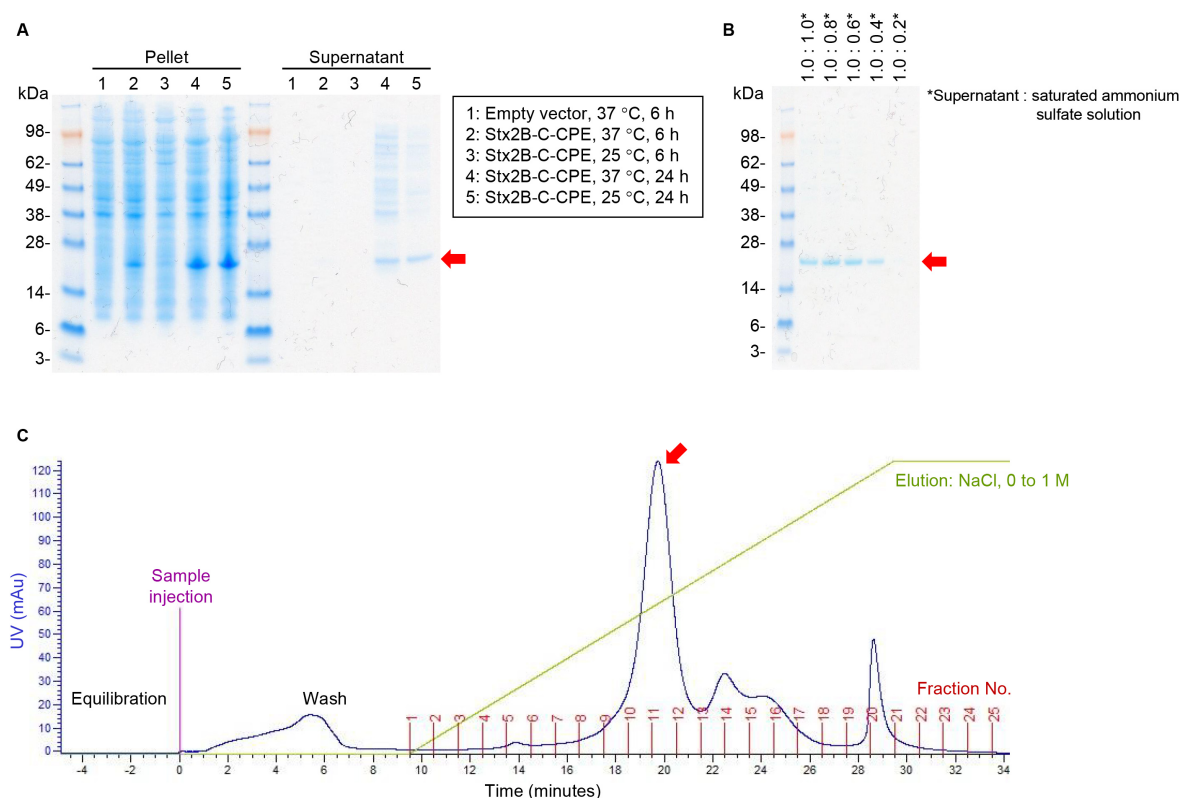 A
Pellet
Supernatant
1 2 3 4 5
1 2 3 4 5
kDa
98-
62-
49-
38-
28-
14-
6-
3-
1: Empty vector, 37 °C, 6 h
2: Stx2B-C-CPE, 37 °C, 6 h
3: Stx2B-C-CPE, 25 °C, 6 h
4: Stx2B-C-CPE, 37 °C, 24 h
5: Stx2B-C-CPE, 25 °C, 24 h
B
1.0 : 1.0*
1.0 : 0.8*
1.0 : 0.6*
1.0 : 0.4*
1.0 : 0.2*
kDa
98-
62-
49-
38-
28-
14-
6-
3-
*Supernatant : saturated ammonium
sulfate solution
C
UV (mAu)
120
110
100
90
80
70
60
50
40
30
20
10
0
Sample
injection
Equilibration
Wash
Elution: NaCl, 0 to 1 M
Fraction No.
1 2 3 4 5 6 7 8 9 10 11 12 13 14 15 16 17 18 19 20 21 22 23 24 25
-4 -2 0 2 4 6 8 10 12 14 16 18 20 22 24 26 28 30 32 34
Time (minutes)